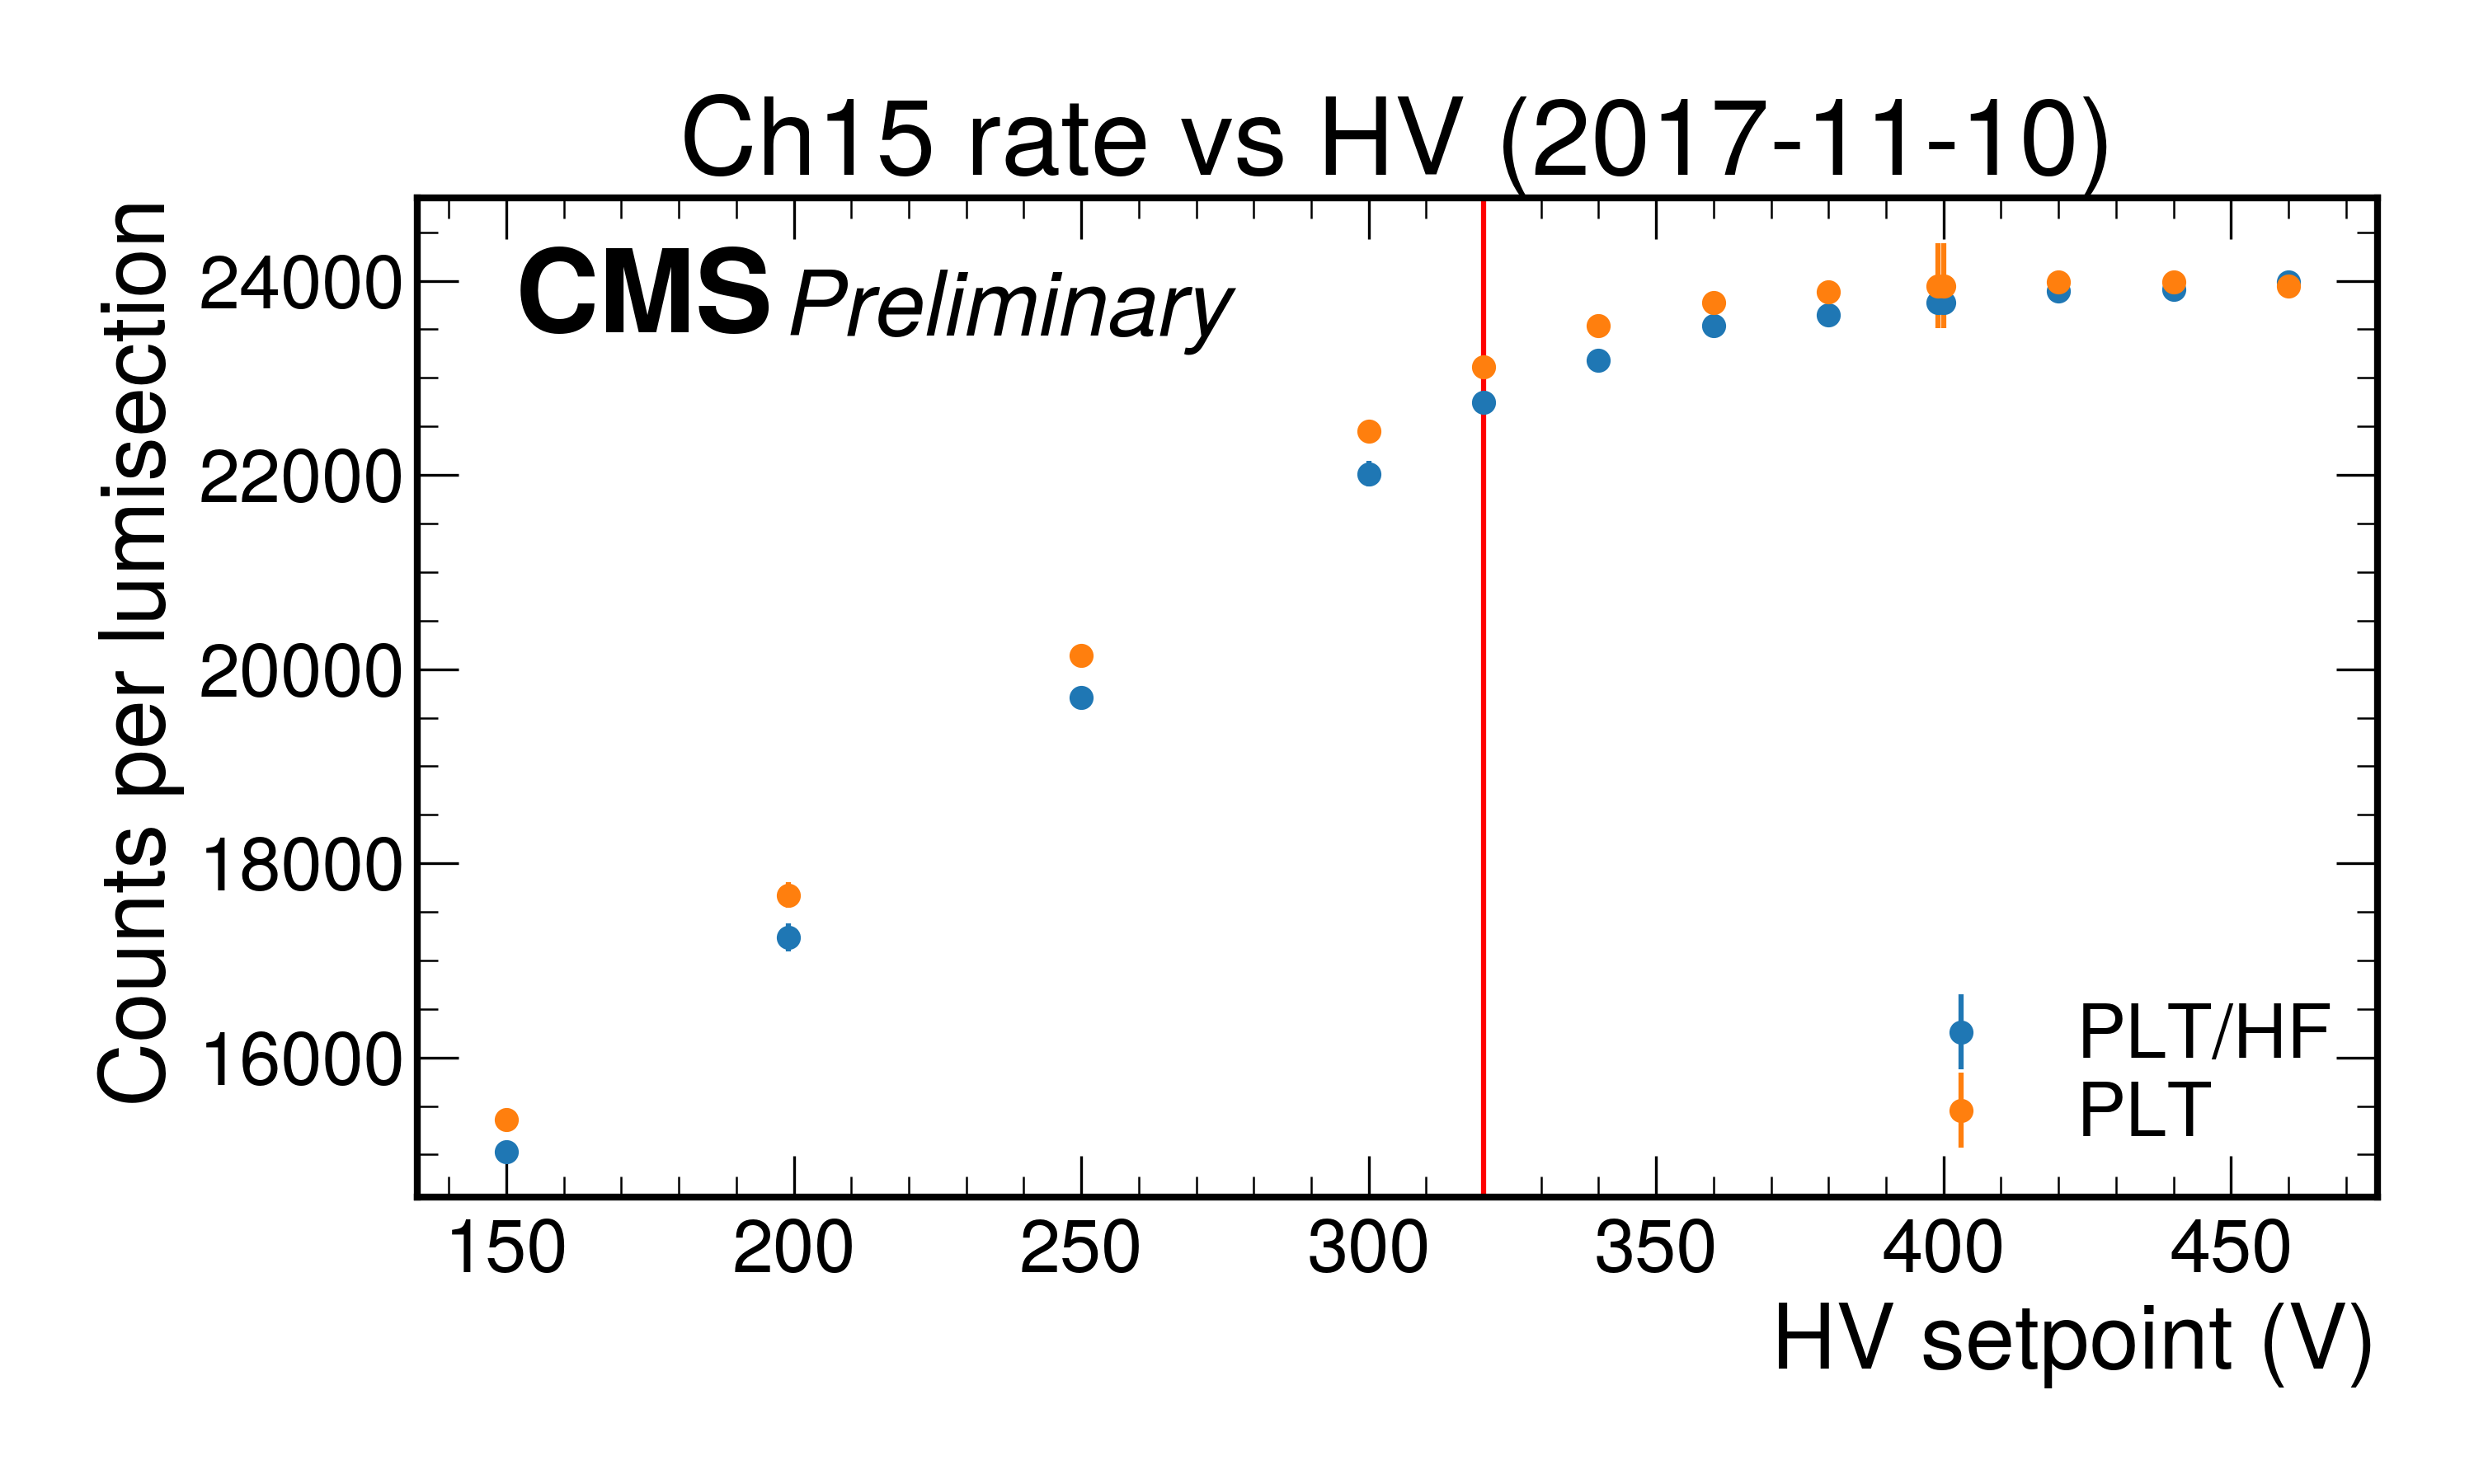 Ch15 rate vs HV (2017-11-10)
CMS Preliminary
Counts per lumisection
24000
22000
20000
18000
16000
PLT/HF
PLT
150 200 250 300 350 400 450
HV setpoint (V)